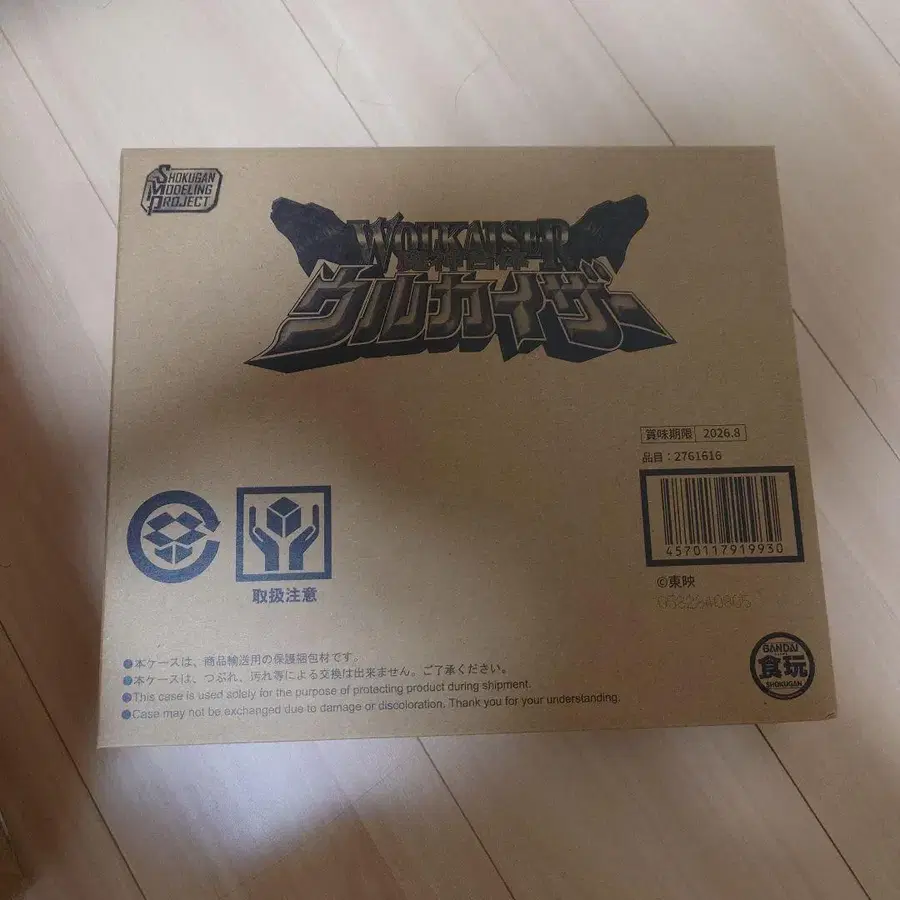 SHOKUGAN
MODELING
PROJECT
WOLKAISER
ウルカイザー
賞味期限 2026.8
品目：2761616
4570117919930
©東映
取扱注意
●本ケースは、商品輸送用の保護梱包材です。
●本ケースは、つぶれ、汚れ等による交換は出来ません。ご了承ください。
●This case is used solely for the purpose of protecting product during shipment.
●Case may not be exchanged due to damage or discoloration. Thank you for your understanding.
BANDAI
食玩
SHOKUGAN